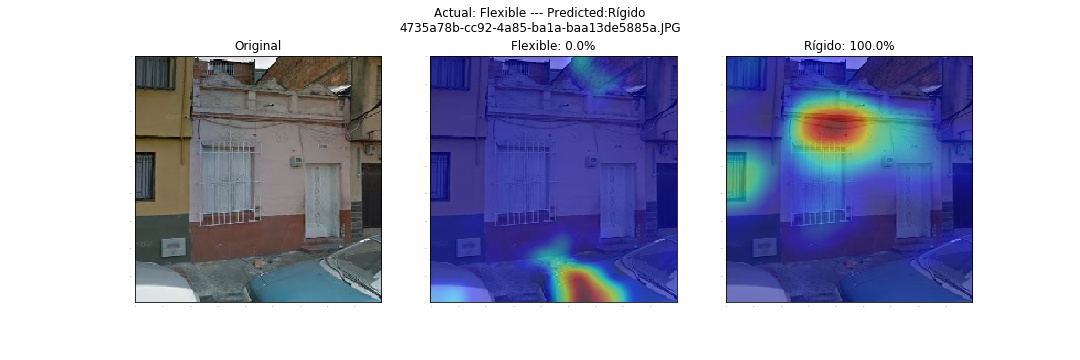 Actual: Flexible --- Predicted:Rígido
4735a78b-cc92-4a85-ba1a-baa13de5885a.JPG
Original
Flexible: 0.0%
Rígido: 100.0%